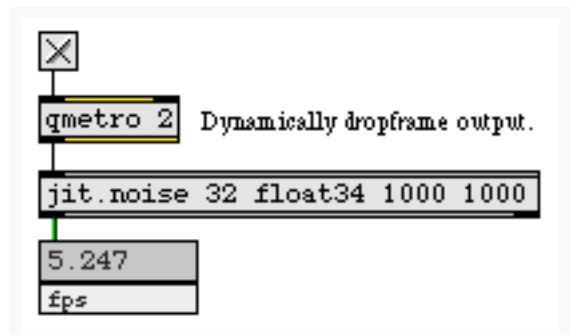 qmetro 2 Dynamically dropframe output.
jit.noise 32 float34 1000 1000
5.247
fps